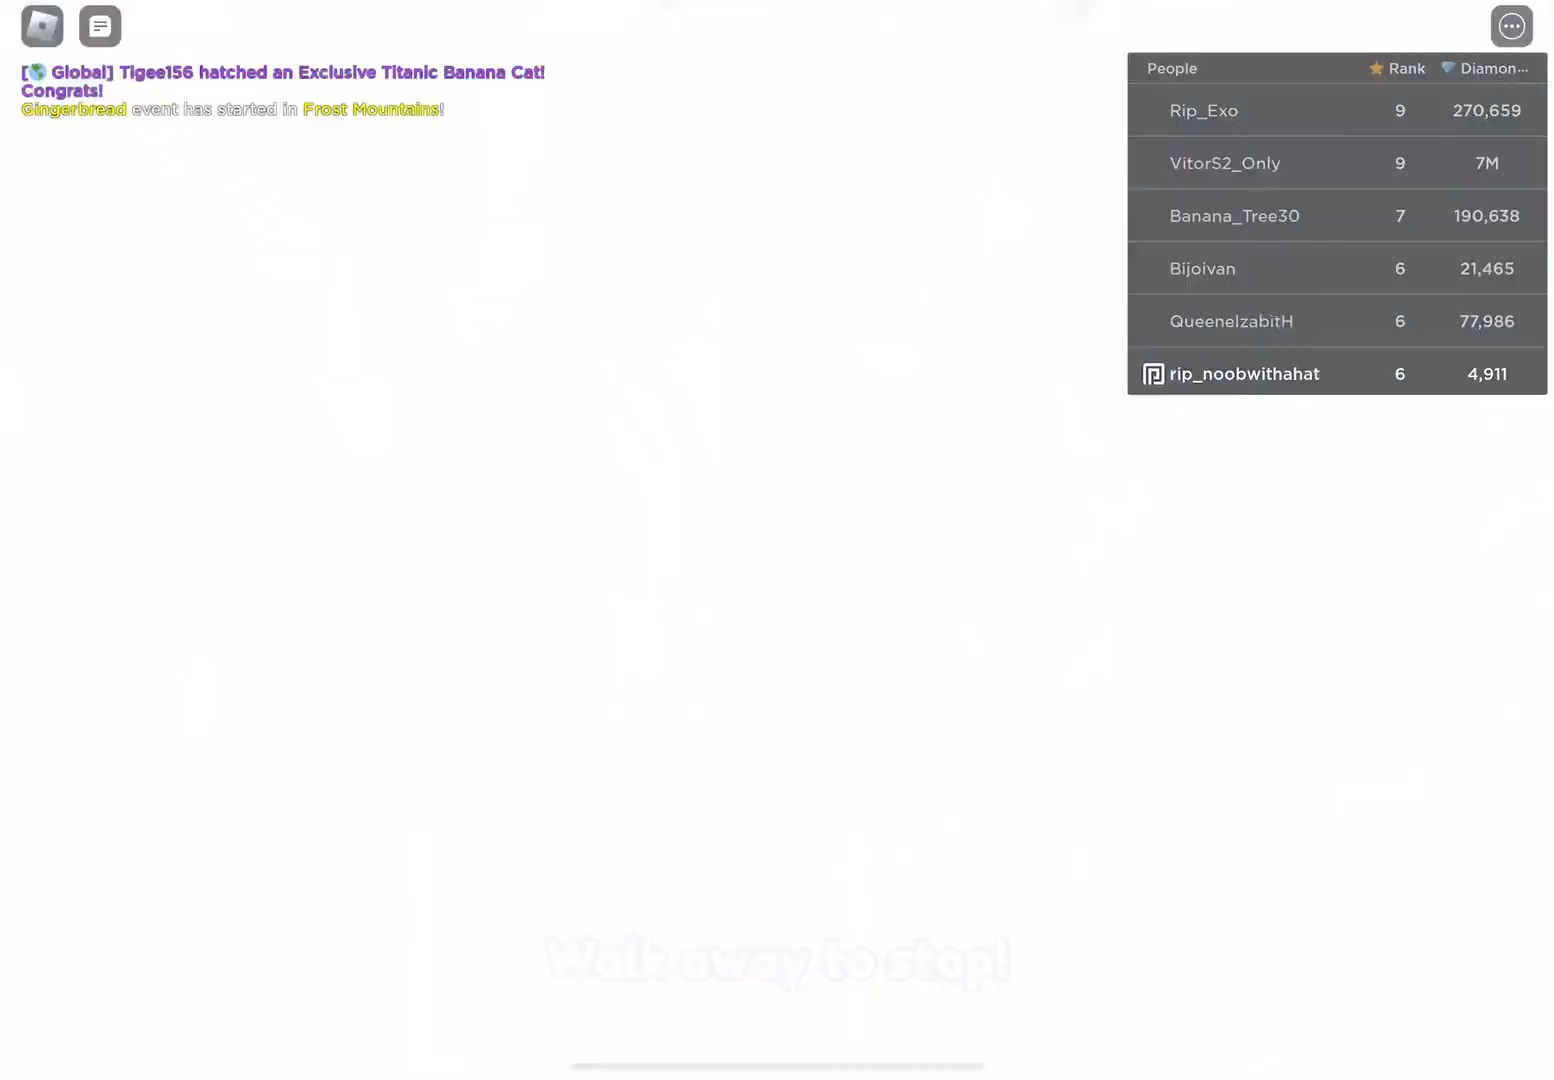 [🌎 Global] Tigee156 hatched an Exclusive Titanic Banana Cat!
Congrats!
Gingerbread event has started in Frost Mountains!
People Rank Diamon...
Rip_Exo 9 270,659
VitorS2_Only 9 7M
Banana_Tree30 7 190,638
Bijoivan 6 21,465
QueenelzabitH 6 77,986
rip_noobwithahat 6 4,911
Walk away to stop!